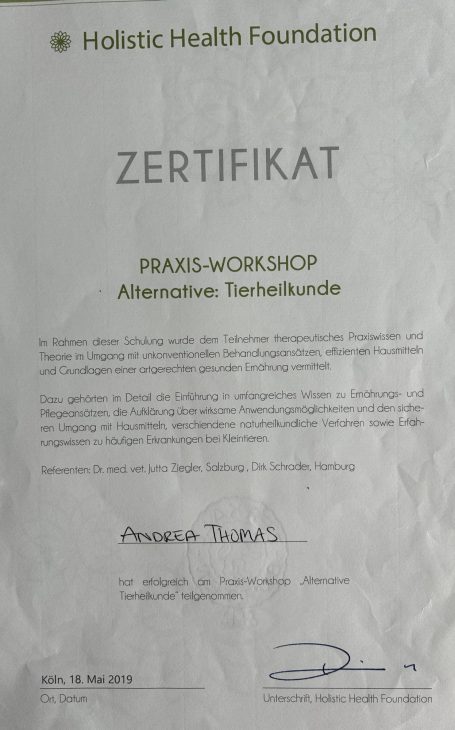 Holistic Health Foundation
ZERTIFIKAT
PRAXIS-WORKSHOP
Alternative: Tierheilkunde
Im Rahmen dieser Schulung wurde dem Teilnehmer therapeutisches Praxiswissen und
Theorie im Umgang mit unkonventionellen Behandlungsansätzen, effizienten Hausmitteln
und Grundlagen einer artgerechten gesunden Ernährung vermittelt.
Dazu gehörten im Detail die Einführung in umfangreiches Wissen zu Ernährungs- und
Pflegeansätzen, die Aufklärung über wirksame Anwendungsmöglichkeiten und den siche-
ren Umgang mit Hausmitteln, verschiendene naturheilkundliche Verfahren sowie Erfah-
rungswissen zu häufigen Erkrankungen bei Kleintieren.
Referenten: Dr. med. vet. Jutta Ziegler, Salzburg , Dirk Schrader, Hamburg
ANDREA THOMAS
hat erfolgreich am Praxis-Workshop „Alternative
Tierheilkunde" teilgenommen.
Köln, 18. Mai 2019
Ort, Datum
Unterschrift, Holistic Health Foundation